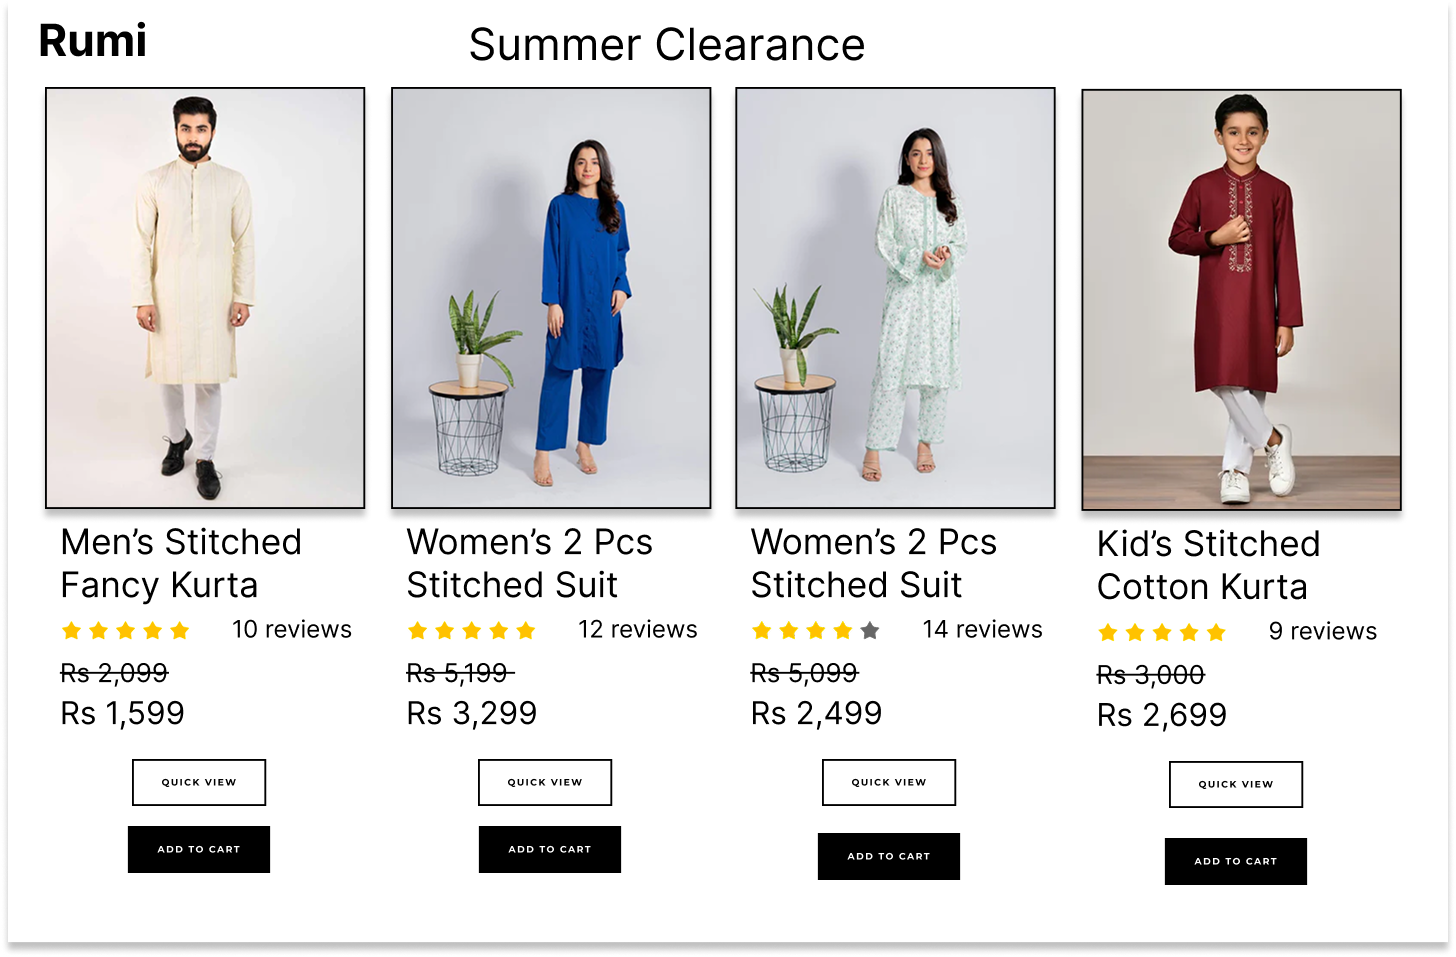 Rumi
Summer Clearance
Men’s Stitched
Fancy Kurta
10 reviews
Rs 2,099
Rs 1,599
QUICK VIEW
ADD TO CART
Women’s 2 Pcs
Stitched Suit
12 reviews
Rs 5,199
Rs 3,299
QUICK VIEW
ADD TO CART
Women’s 2 Pcs
Stitched Suit
14 reviews
Rs 5,099
Rs 2,499
QUICK VIEW
ADD TO CART
Kid’s Stitched
Cotton Kurta
9 reviews
Rs 3,000
Rs 2,699
QUICK VIEW
ADD TO CART